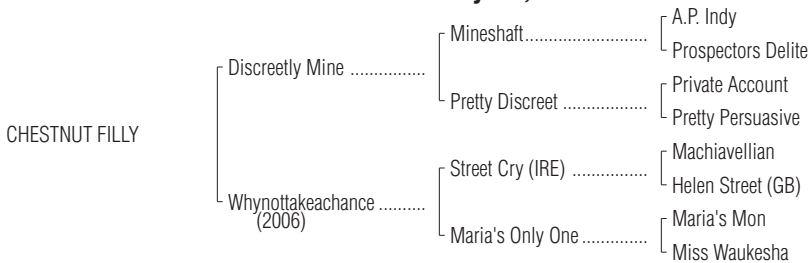 A.P. Indy
Mineshaft
Prospectors Delite
Discreetly Mine
Private Account
Pretty Discreet
Pretty Persuasive
CHESTNUT FILLY
Machiavellian
Street Cry (IRE)
Helen Street (GB)
Whynottakeachance
(2006)
Maria's Mon
Maria's Only One
Miss Waukesha